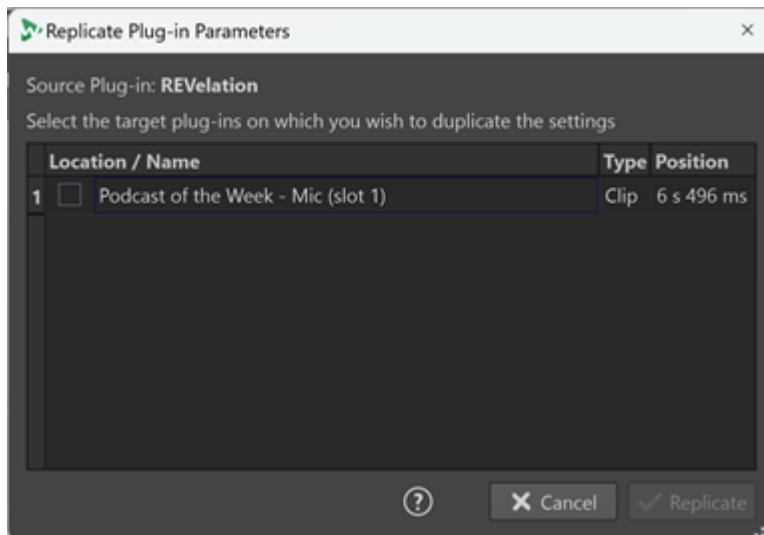 Replicate Plug-in Parameters
Source Plug-in: REVelation
Select the target plug-ins on which you wish to duplicate the settings
Location / Name Type Position
1 Podcast of the Week - Mic (slot 1) Clip 6 s 496 ms
? Cancel Replicate